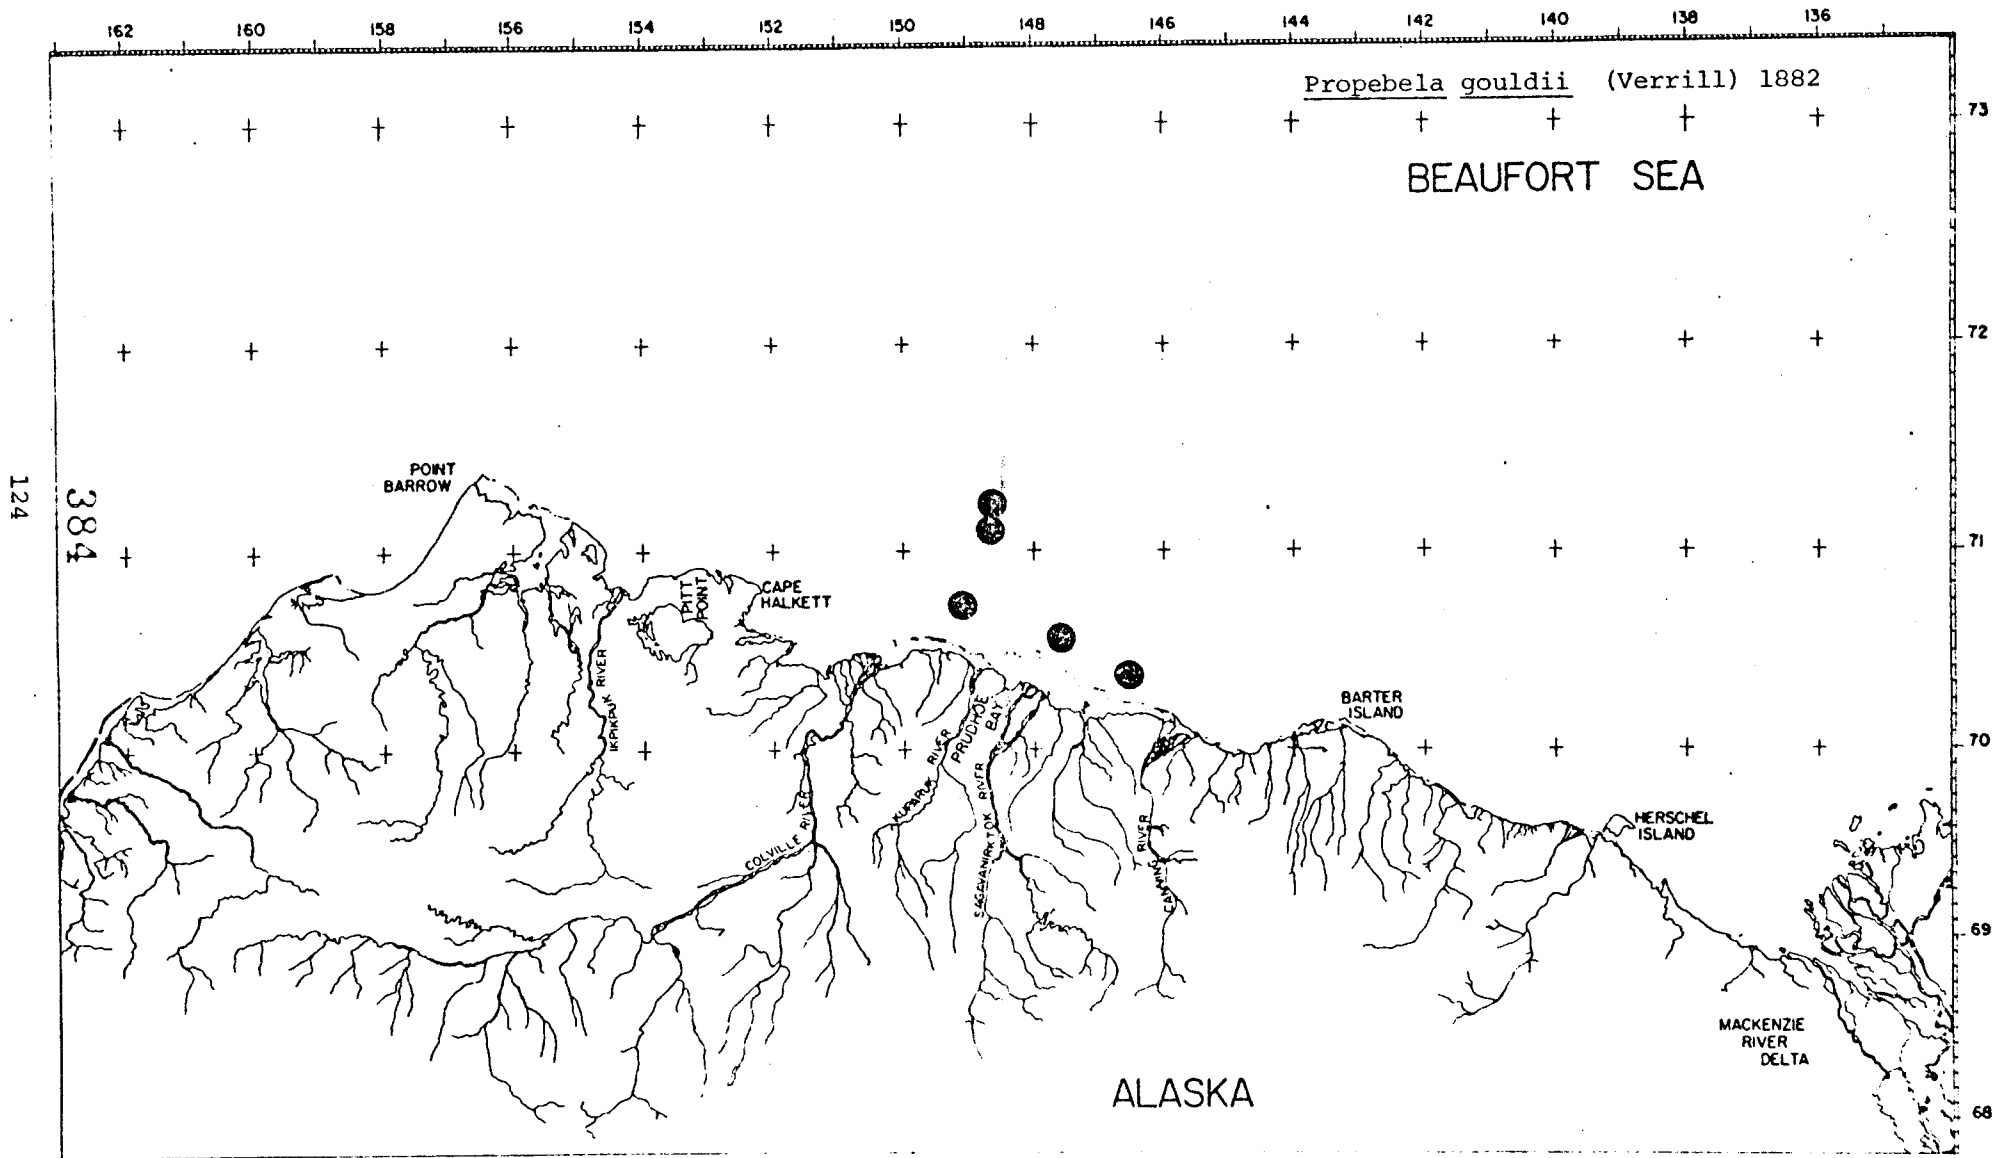 162 160 158 156 154 152 150 148 146 144 142 140 138 136
Propebela gouldii (Verrill) 1882
73
BEAUFORT SEA
72
POINT
BARROW
124
384
71
PITT
POINT
CAPE
HALKETT
IKPIKPUK RIVER
BARTER
ISLAND
PRUDHOE
BAY
70
KUPARUK RIVER
COLVILLE RIVER
SAGAVANIRKTOK RIVER
CANNING RIVER
HERSCHEL
ISLAND
69
MACKENZIE
RIVER
DELTA
ALASKA
68